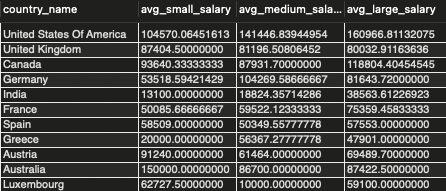 country_name avg_small_salary avg_medium_sala... avg_large_salary
United States Of America 104570.06451613 141446.83944954 160966.81132075
United Kingdom 87404.50000000 81196.50806452 80032.91163636
Canada 93640.33333333 87931.70000000 118804.40454545
Germany 53518.59421429 104269.58666667 81643.72000000
India 13100.00000000 18824.35714286 38563.61226923
France 50085.66666667 59522.12333333 75359.45833333
Spain 58509.00000000 50349.55777778 57553.00000000
Greece 20000.00000000 56367.27777778 47901.00000000
Austria 91240.00000000 61464.00000000 69489.70000000
Australia 150000.00000000 86700.00000000 87422.50000000
Luxembourg 62727.50000000 10000.00000000 59100.00000000